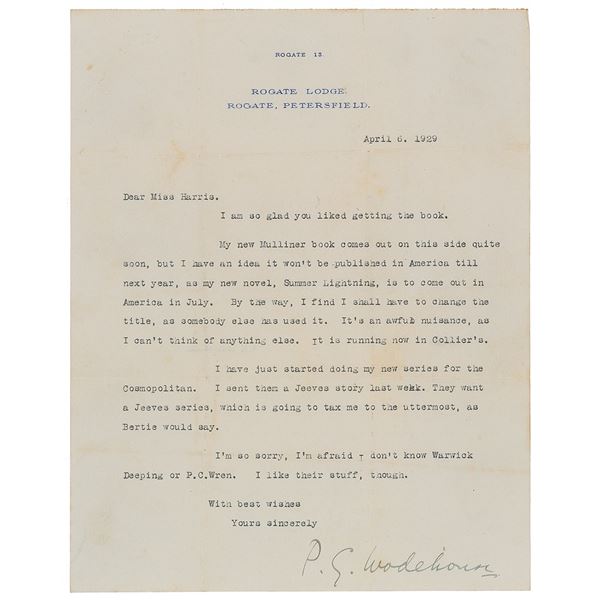 ROGATE 13
ROGATE LODGE.
ROGATE, PETERSFIELD.
April 6. 1929
Dear Miss Harris.
I am so glad you liked getting the book.
My new Mulliner book comes out on this side quite
soon, but I have an idea it won't be published in America till
next year, as my new novel, Summer Lightning, is to come out in
America in July. By the way, I find I shall have to change the
title, as somebody else has used it. It's an awful nuisance, as
I can't think of anything else. It is running now in Collier's.
I have just started doing my new series for the
Cosmopolitan. I sent them a Jeeves story last week. They want
a Jeeves series, which is going to tax me to the uttermost, as
Bertie would say.
I'm so sorry, I'm afraid I don't know Warwick
Deeping or P.C.Wren. I like their stuff, though.
With best wishes
Yours sincerely
P. G. Wodehouse